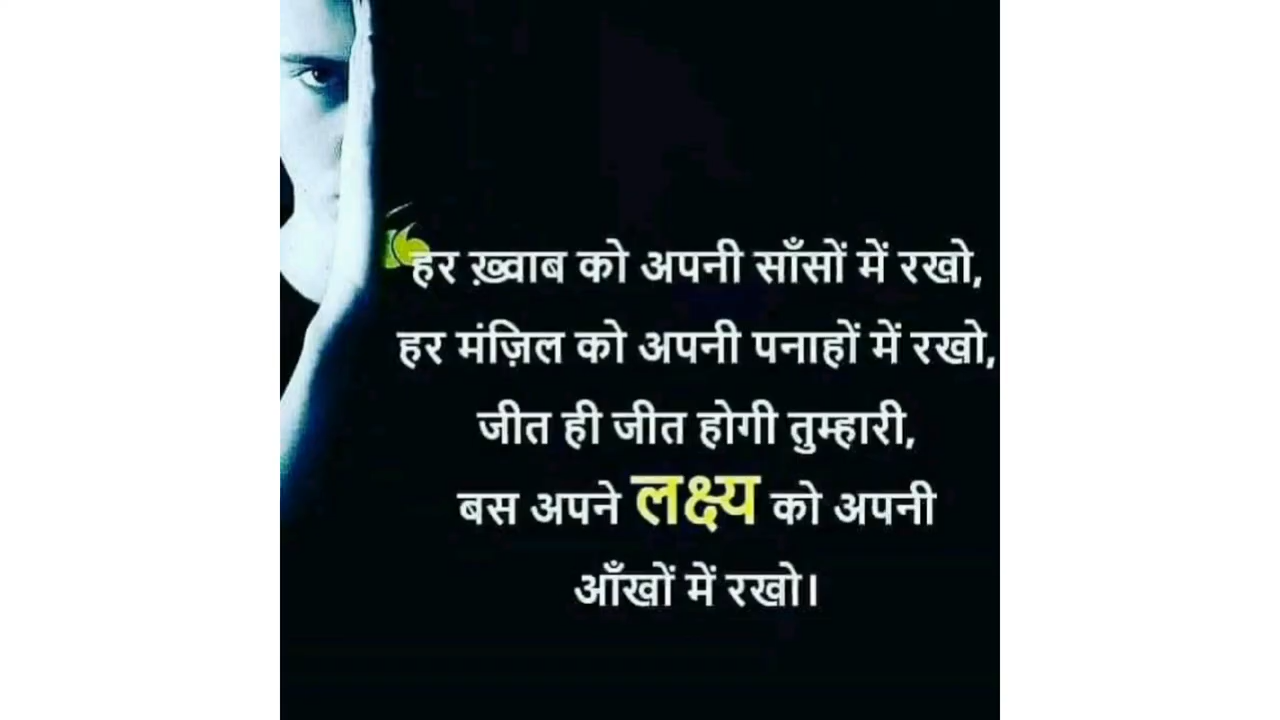 ❝हर ख़्वाब को अपनी साँसों में रखो,
हर मंज़िल को अपनी पनाहों में रखो,
जीत ही जीत होगी तुम्हारी,
बस अपने लक्ष्य को अपनी
आँखों में रखो।